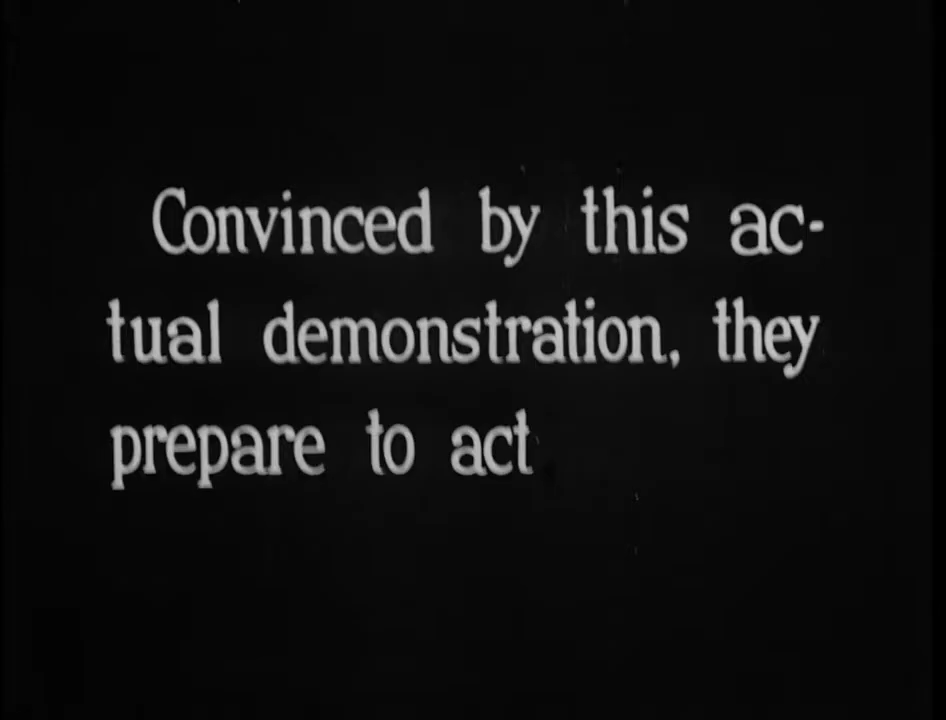 Convinced by this ac-
tual demonstration, they
prepare to act